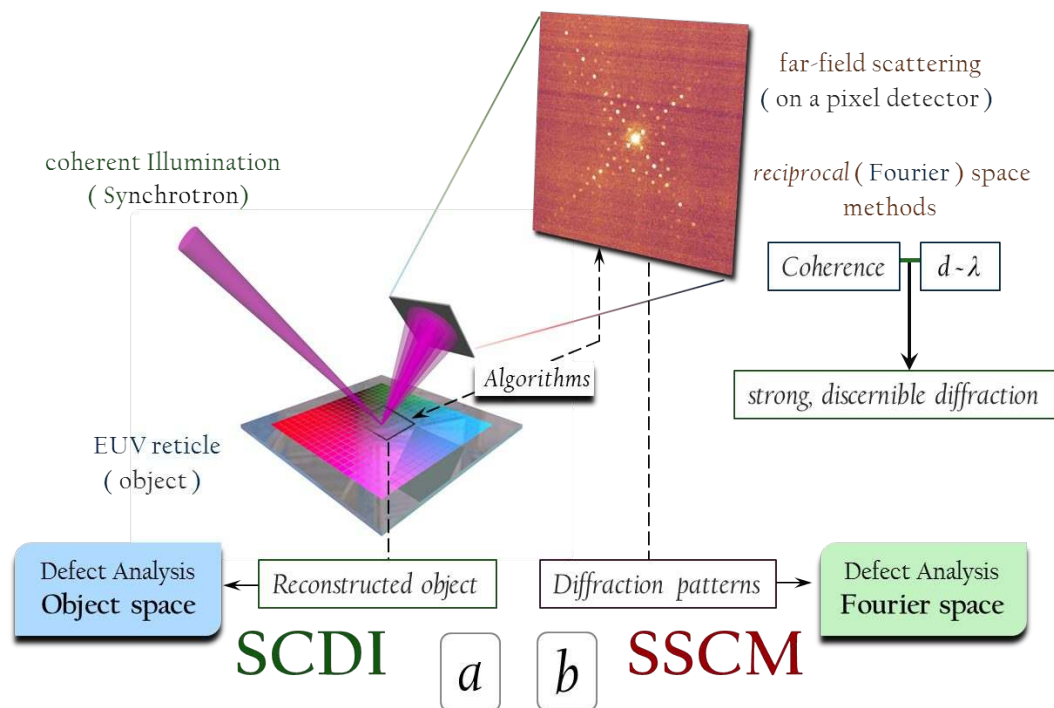 far-field scattering
( on a pixel detector )
coherent Illumination
( Synchrotron)
reciprocal ( Fourier ) space
methods
Coherence
d ~ λ
Algorithms
strong, discernible diffraction
EUV reticle
( object )
Defect Analysis
Object space
Reconstructed object
Diffraction patterns
Defect Analysis
Fourier space
SCDI
a
b
SSCM